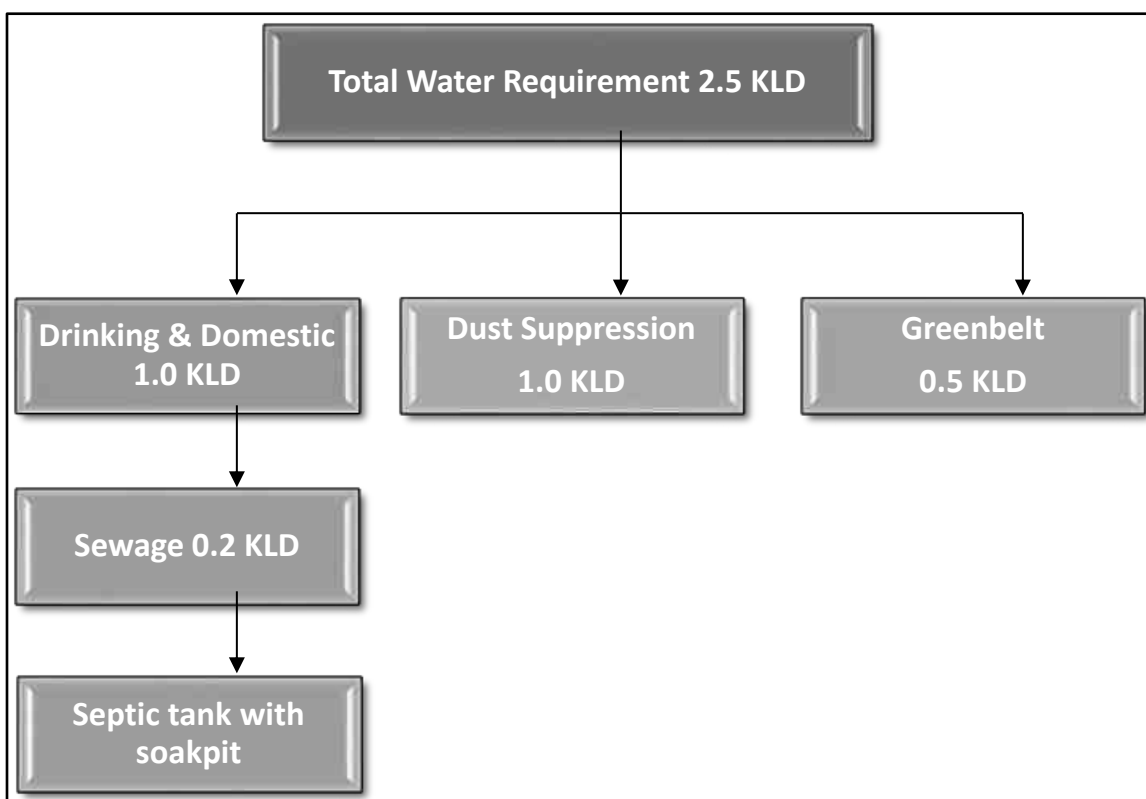 Total Water Requirement 2.5 KLD
Drinking & Domestic
1.0 KLD
Dust Suppression
1.0 KLD
Greenbelt
0.5 KLD
Sewage 0.2 KLD
Septic tank with
soakpit